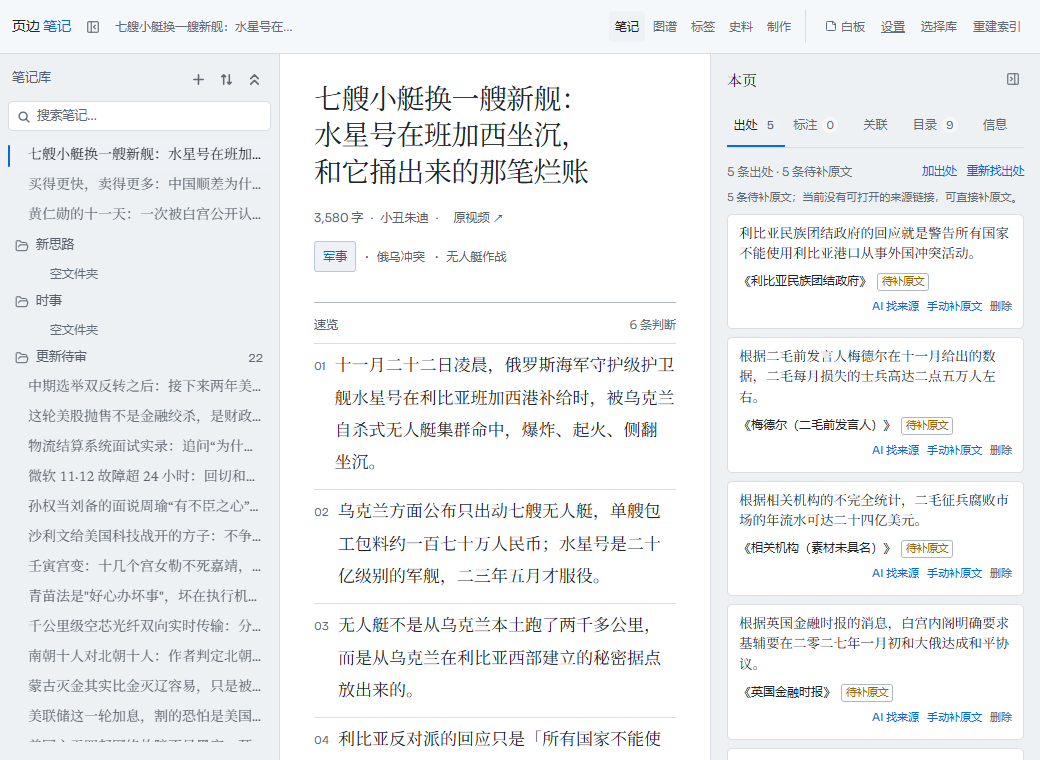 页边 笔记
七艘小艇换一艘新舰：水星号在...
笔记 图谱 标签 史料 制作 白板 设置 选择库 重建索引
笔记库
搜索笔记...
七艘小艇换一艘新舰：水星号在班加...
买得更快，卖得更多：中国顺差为什...
黄仁勋的十一天：一次被白宫公开认...
新思路
空文件夹
时事
空文件夹
更新待审 22
中期选举双反转之后：接下来两年美...
这轮美股抛售不是金融绞杀，是财政...
物流结算系统面试实录：追问“为什...
微软 11·12 故障超 24 小时：回切和...
孙权当刘备的面说周瑜“有不臣之心”...
沙利文给美国科技战开的方子：不争...
壬寅宫变：十几个宫女勒不死嘉靖，...
青苗法是"好心办坏事"，坏在执行机...
千公里级空芯光纤双向实时传输：分...
南朝十人对北朝十人：作者判定北朝...
蒙古灭金其实比金灭辽容易，只是被...
美联储这一轮加息，割的恐怕是美国...
七艘小艇换一艘新舰：
水星号在班加西坐沉，
和它捅出来的那笔烂账
3,580 字 · 小丑朱迪 · 原视频 ↗
军事 · 俄乌冲突 · 无人艇作战
速览 6 条判断
01 十一月二十二日凌晨，俄罗斯海军守护级护卫
舰水星号在利比亚班加西港补给时，被乌克兰
自杀式无人艇集群命中，爆炸、起火、侧翻
坐沉。
02 乌克兰方面公布只出动七艘无人艇，单艘包
工包料约一百七十万人民币；水星号是二十
亿级别的军舰，二三年五月才服役。
03 无人艇不是从乌克兰本土跑了两千多公里，
而是从乌克兰在利比亚西部建立的秘密据点
放出来的。
04 利比亚反对派的回应只是「所有国家不能使
本页
出处 5 标注 0 关联 目录 9 信息
5 条出处 · 5 条待补原文 加出处 重新找出处
5 条待补原文；当前没有可打开的来源链接，可直接补原文。
利比亚民族团结政府的回应就是警告所有国家
不能使用利比亚港口从事外国冲突活动。
《利比亚民族团结政府》 待补原文
AI 找来源 手动补原文 删除
根据二毛前发言人梅德尔在十一月给出的数
据，二毛每月损失的士兵高达二点五万人左
右。
《梅德尔（二毛前发言人）》 待补原文
AI 找来源 手动补原文 删除
根据相关机构的不完全统计，二毛征兵腐败市
场的年流水可达二十四亿美元。
《相关机构（素材未具名）》 待补原文
AI 找来源 手动补原文 删除
根据英国金融时报的消息，白宫内阁明确要求
基辅要在二零二七年一月初和大俄达成和平协
议。
《英国金融时报》 待补原文
AI 找来源 手动补原文 删除